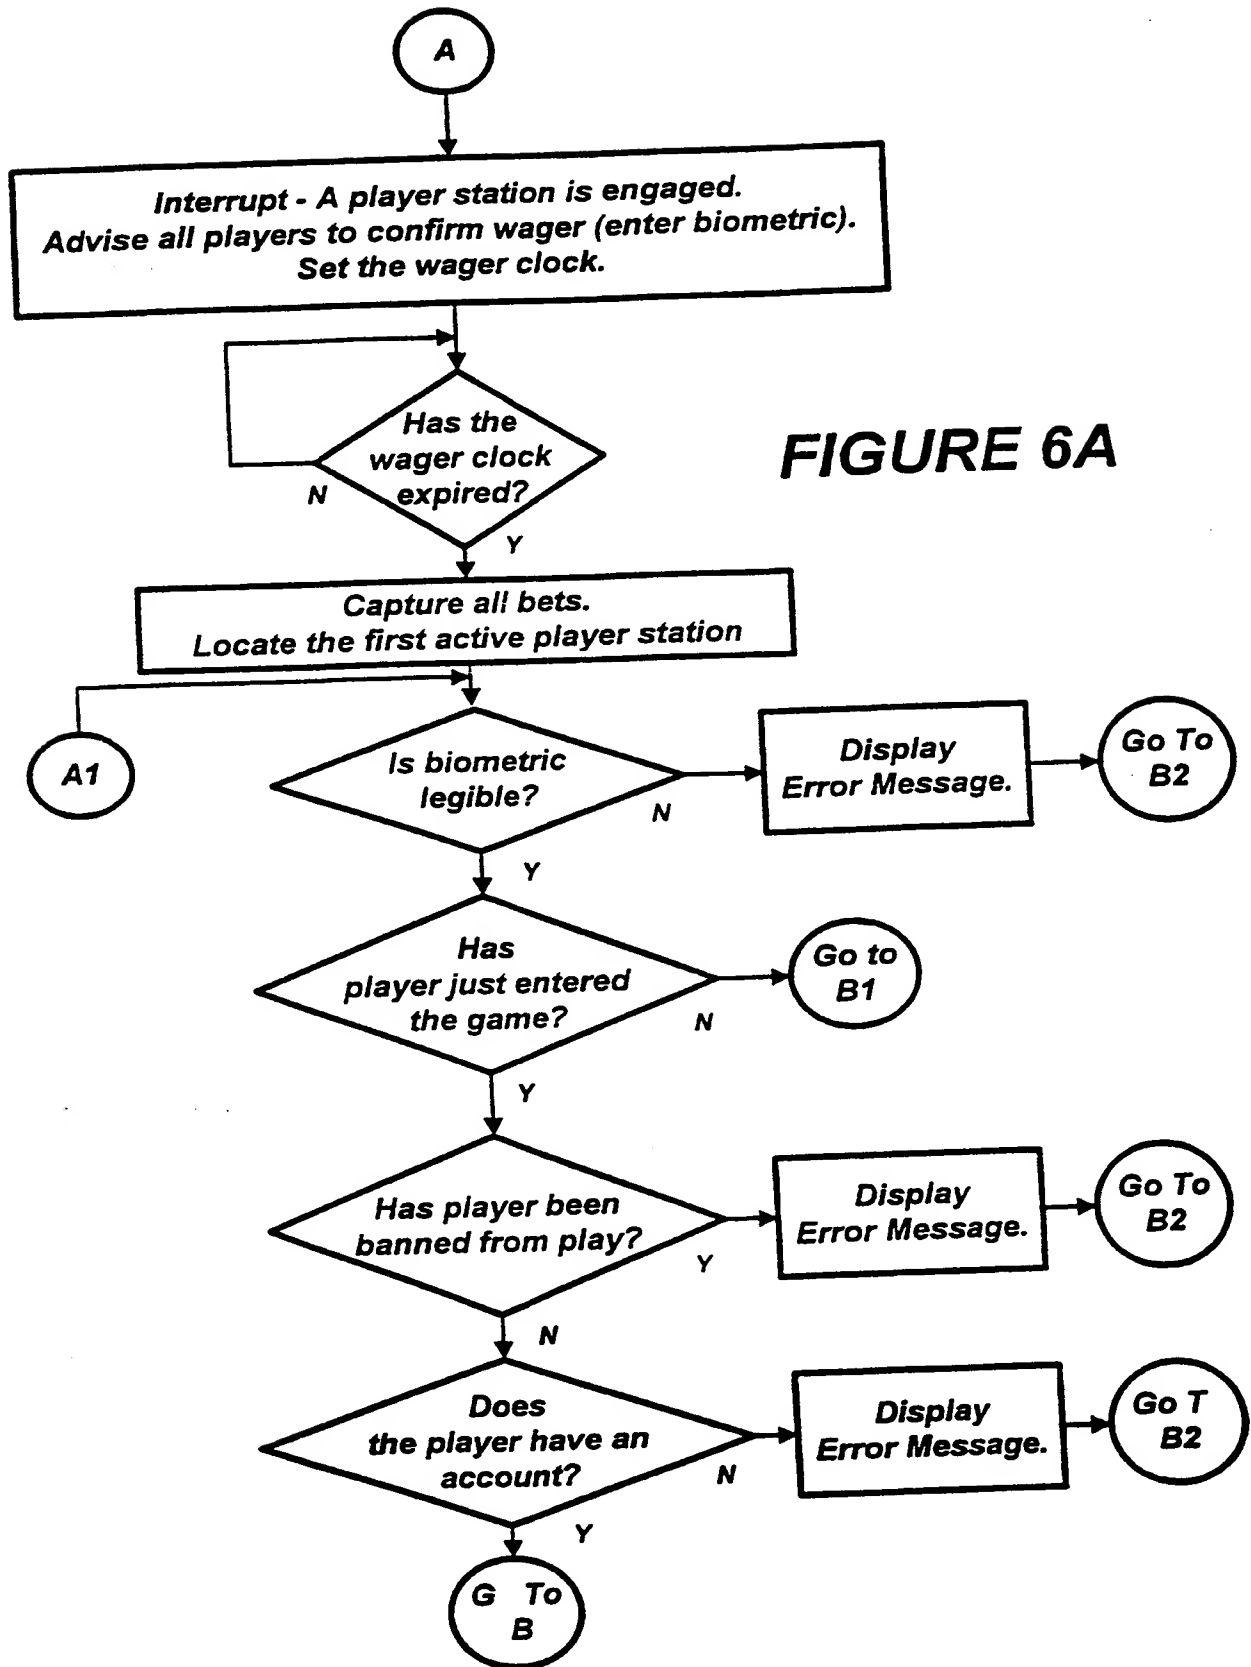 A
Interrupt - A player station is engaged.
Advise all players to confirm wager (enter biometric).
Set the wager clock.
Has the
wager clock
expired?
N
Y
FIGURE 6A
Capture all bets.
Locate the first active player station
A1
Is biometric
legible?
N
Y
Display
Error Message.
Go To
B2
Has
player just entered
the game?
N
Y
Go to
B1
Has player been
banned from play?
Y
N
Display
Error Message.
Go To
B2
Does
the player have an
account?
N
Y
Display
Error Message.
Go T
B2
G To
B